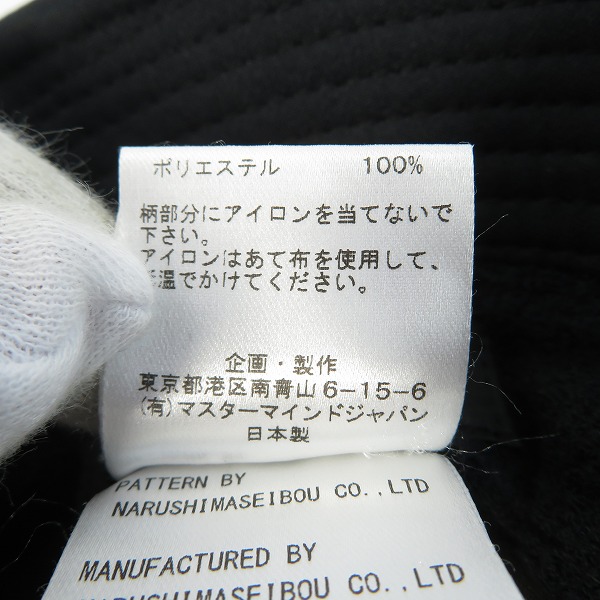 ポリエステル 100%
柄部分にアイロンを当てないで
下さい。
アイロンはあて布を使用して、
温でかけてください。
企画・製作
東京都港区南青山6-15-6
(有)マスターマインドジャパン
日本製
PATTERN BY
NARUSHIMASEIBOU CO.,LTD
MANUFACTURED BY
NARUSHIMASEIBOU CO.,LTD